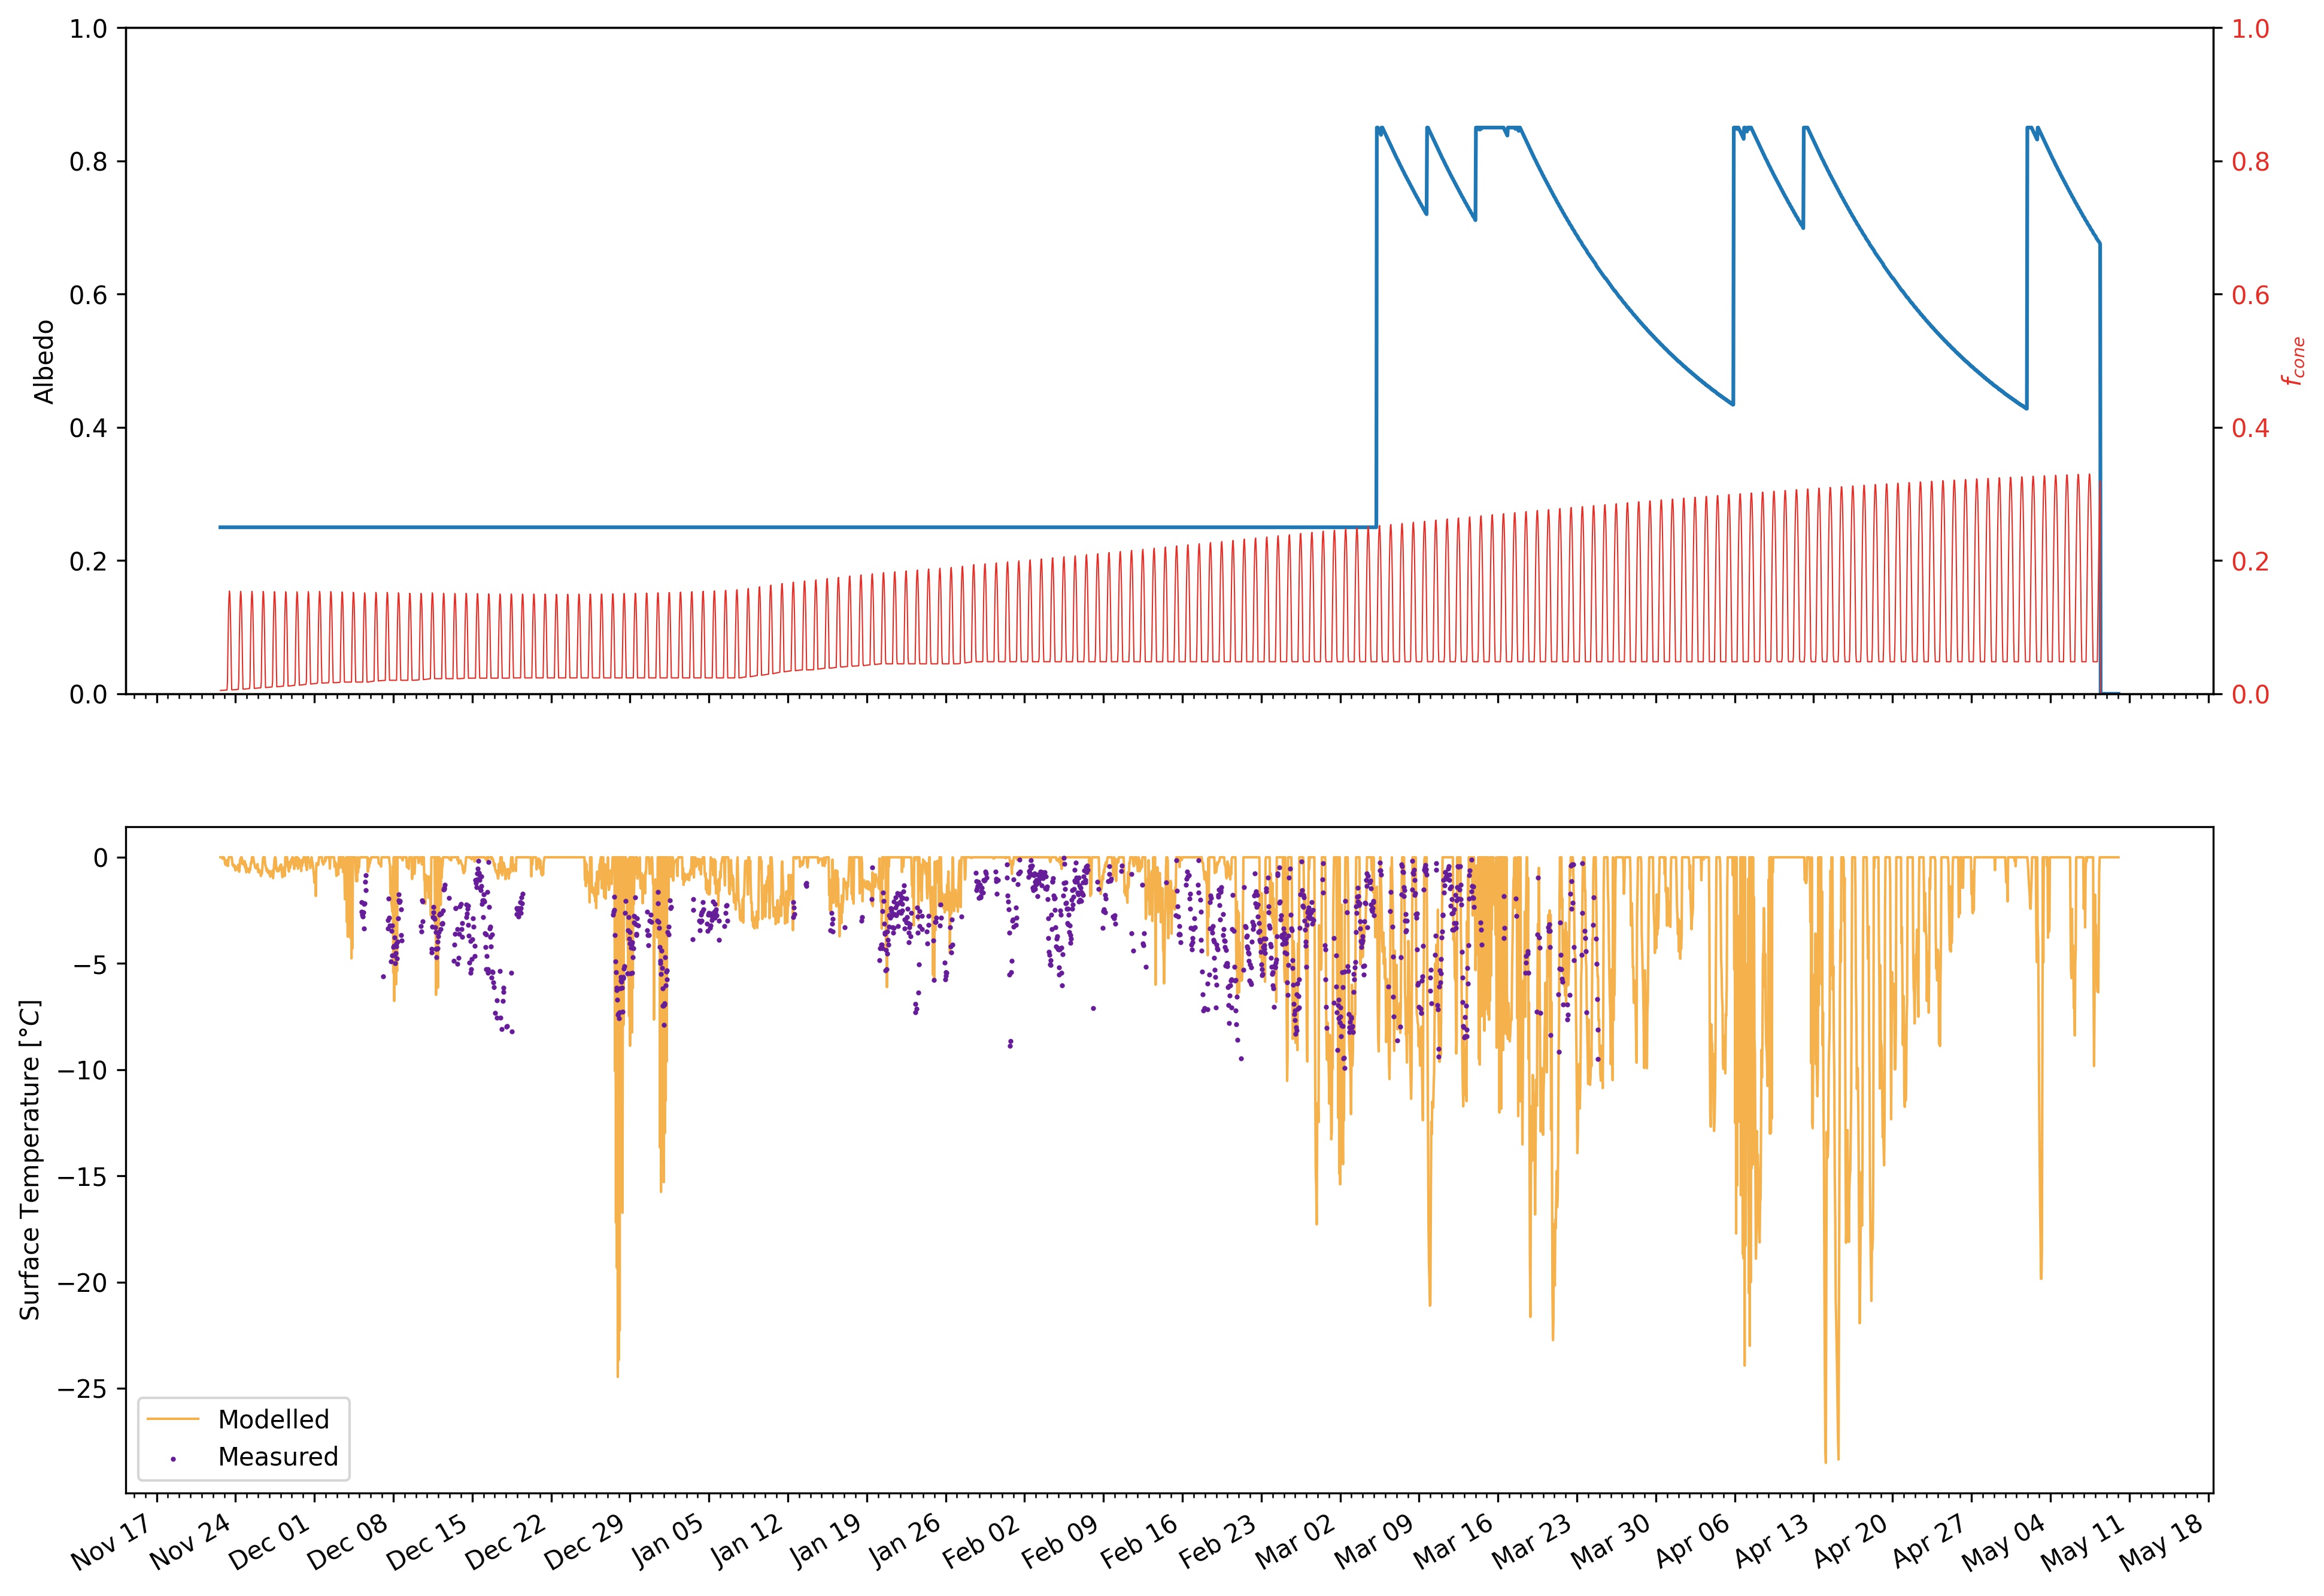 1.0
0.8
0.6
0.4
0.2
0.0
Albedo
1.0
0.8
0.6
0.4
0.2
0.0
f_cone
0
−5
−10
−15
−20
−25
Surface Temperature [°C]
Modelled
Measured
Nov 17
Nov 24
Dec 01
Dec 08
Dec 15
Dec 22
Dec 29
Jan 05
Jan 12
Jan 19
Jan 26
Feb 02
Feb 09
Feb 16
Feb 23
Mar 02
Mar 09
Mar 16
Mar 23
Mar 30
Apr 06
Apr 13
Apr 20
Apr 27
May 04
May 11
May 18